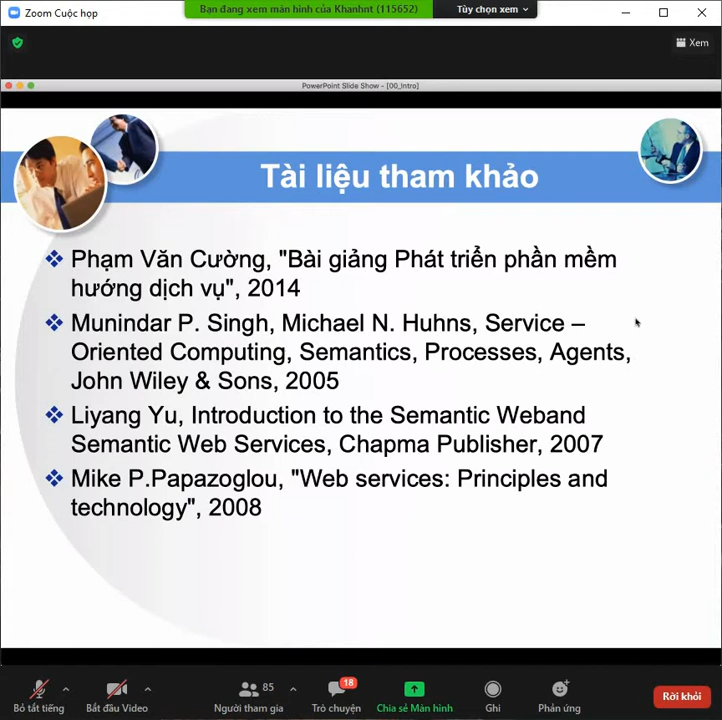 Zoom Cuộc họp
Bạn đang xem màn hình của Khanhnt (115652)
Tùy chọn xem
Xem
PowerPoint Slide Show - [00_Intro]
Tài liệu tham khảo
Phạm Văn Cường, "Bài giảng Phát triển phần mềm
hướng dịch vụ", 2014
Munindar P. Singh, Michael N. Huhns, Service –
Oriented Computing, Semantics, Processes, Agents,
John Wiley & Sons, 2005
Liyang Yu, Introduction to the Semantic Weband
Semantic Web Services, Chapma Publisher, 2007
Mike P.Papazoglou, "Web services: Principles and
technology", 2008
85
18
Bỏ tắt tiếng
Bắt đầu Video
Người tham gia
Trò chuyện
Chia sẻ Màn hình
Ghi
Phản ứng
Rời khỏi